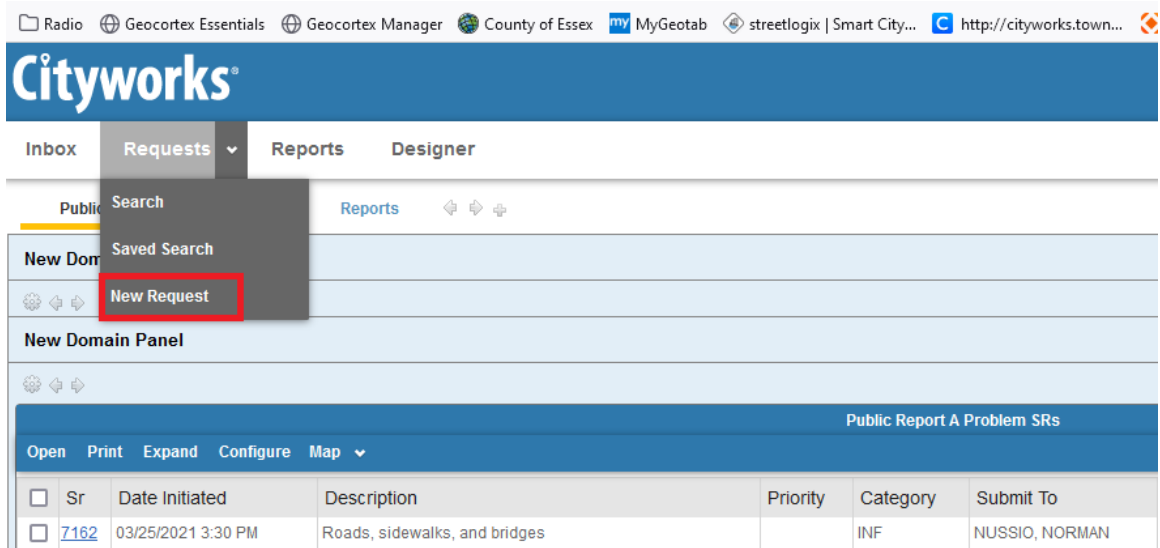 Radio Geocortex Essentials Geocortex Manager County of Essex my MyGeotab streetlogix | Smart City... C http://cityworks.town...
Cityworks®
Inbox Requests Reports Designer
Public Reports
Search
Saved Search
New Request
New Dom
New Domain Panel
Public Report A Problem SRs
Open Print Expand Configure Map
Sr Date Initiated Description Priority Category Submit To
7162 03/25/2021 3:30 PM Roads, sidewalks, and bridges INF NUSSIO, NORMAN